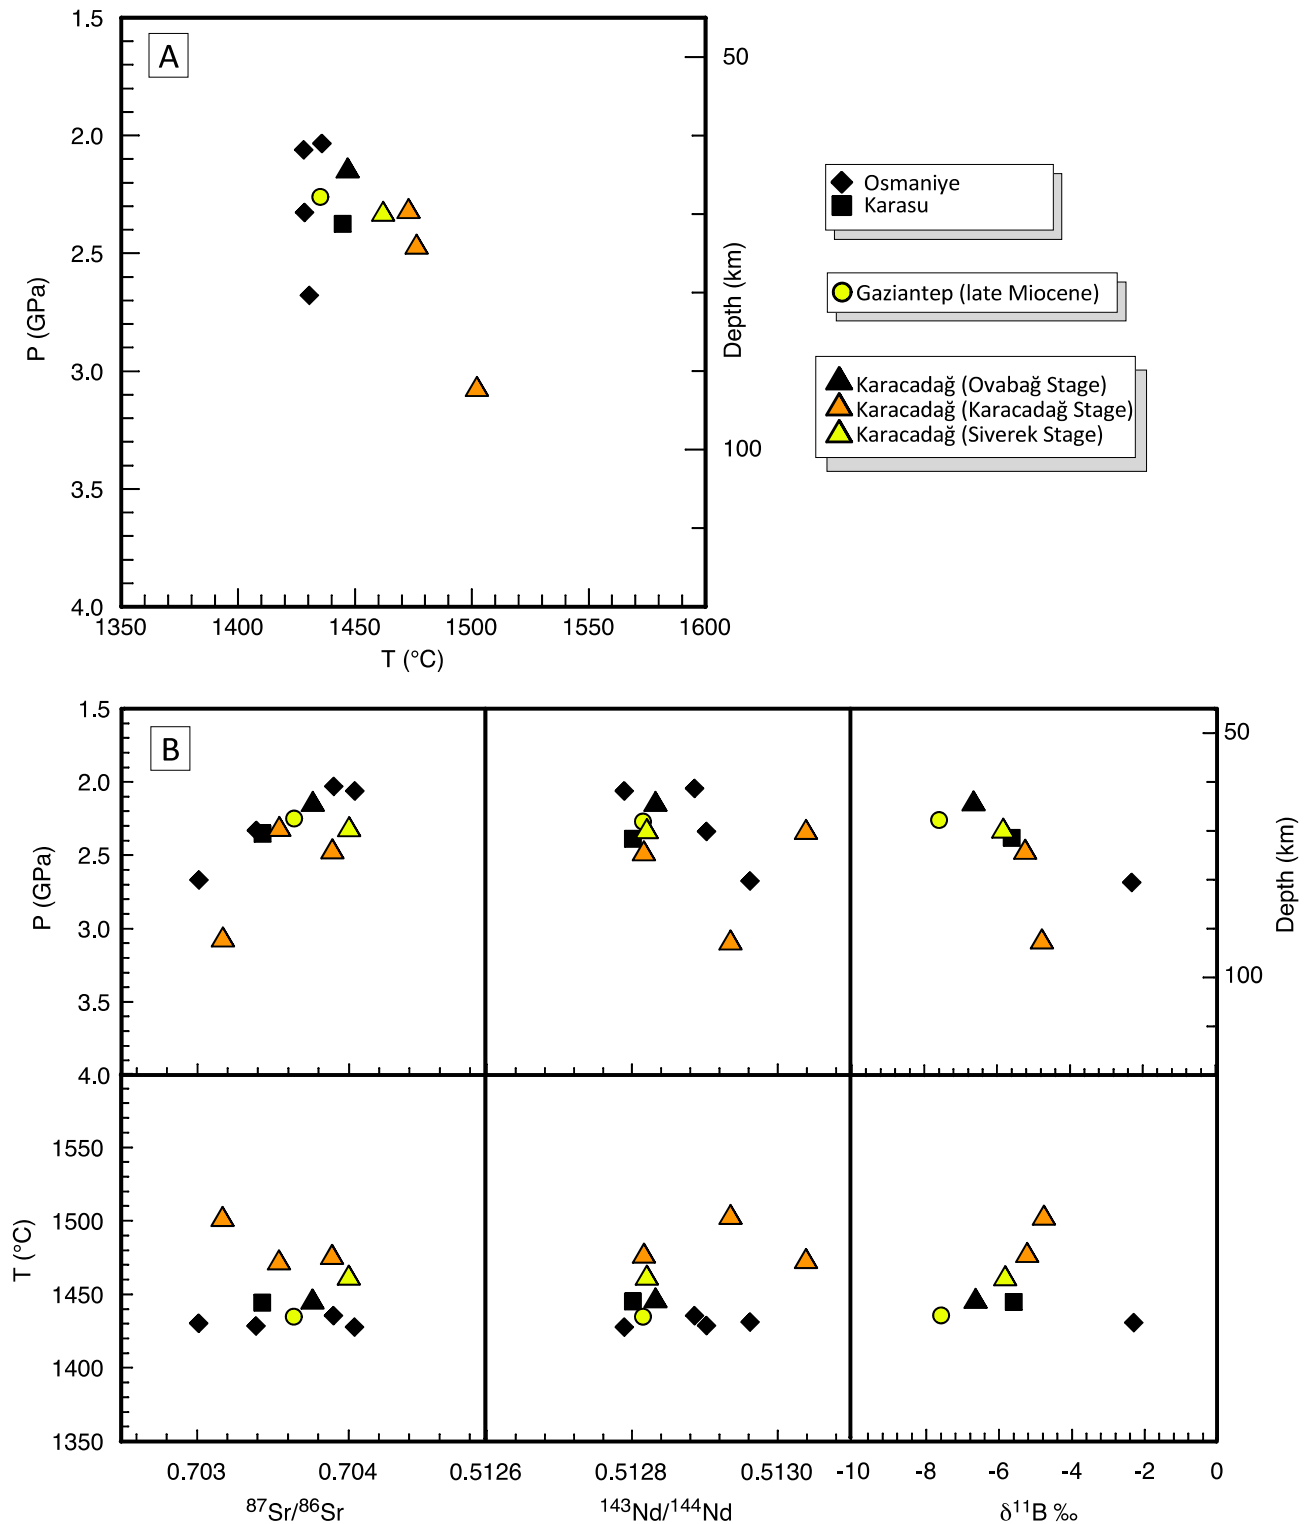 A
1.5
2.0
2.5
3.0
3.5
4.0
P (GPa)
50
100
Depth (km)
1350 1400 1450 1500 1550 1600
T (°C)
Osmaniye
Karasu
Gaziantep (late Miocene)
Karacadağ (Ovabağ Stage)
Karacadağ (Karacadağ Stage)
Karacadağ (Siverek Stage)
B
1.5
2.0
2.5
3.0
3.5
4.0
P (GPa)
50
100
Depth (km)
1550
1500
1450
1400
1350
T (°C)
0.703 0.704 0.5126 0.5128 0.5130 -10 -8 -6 -4 -2 0
⁸⁷Sr/⁸⁶Sr ¹⁴³Nd/¹⁴⁴Nd δ¹¹B ‰